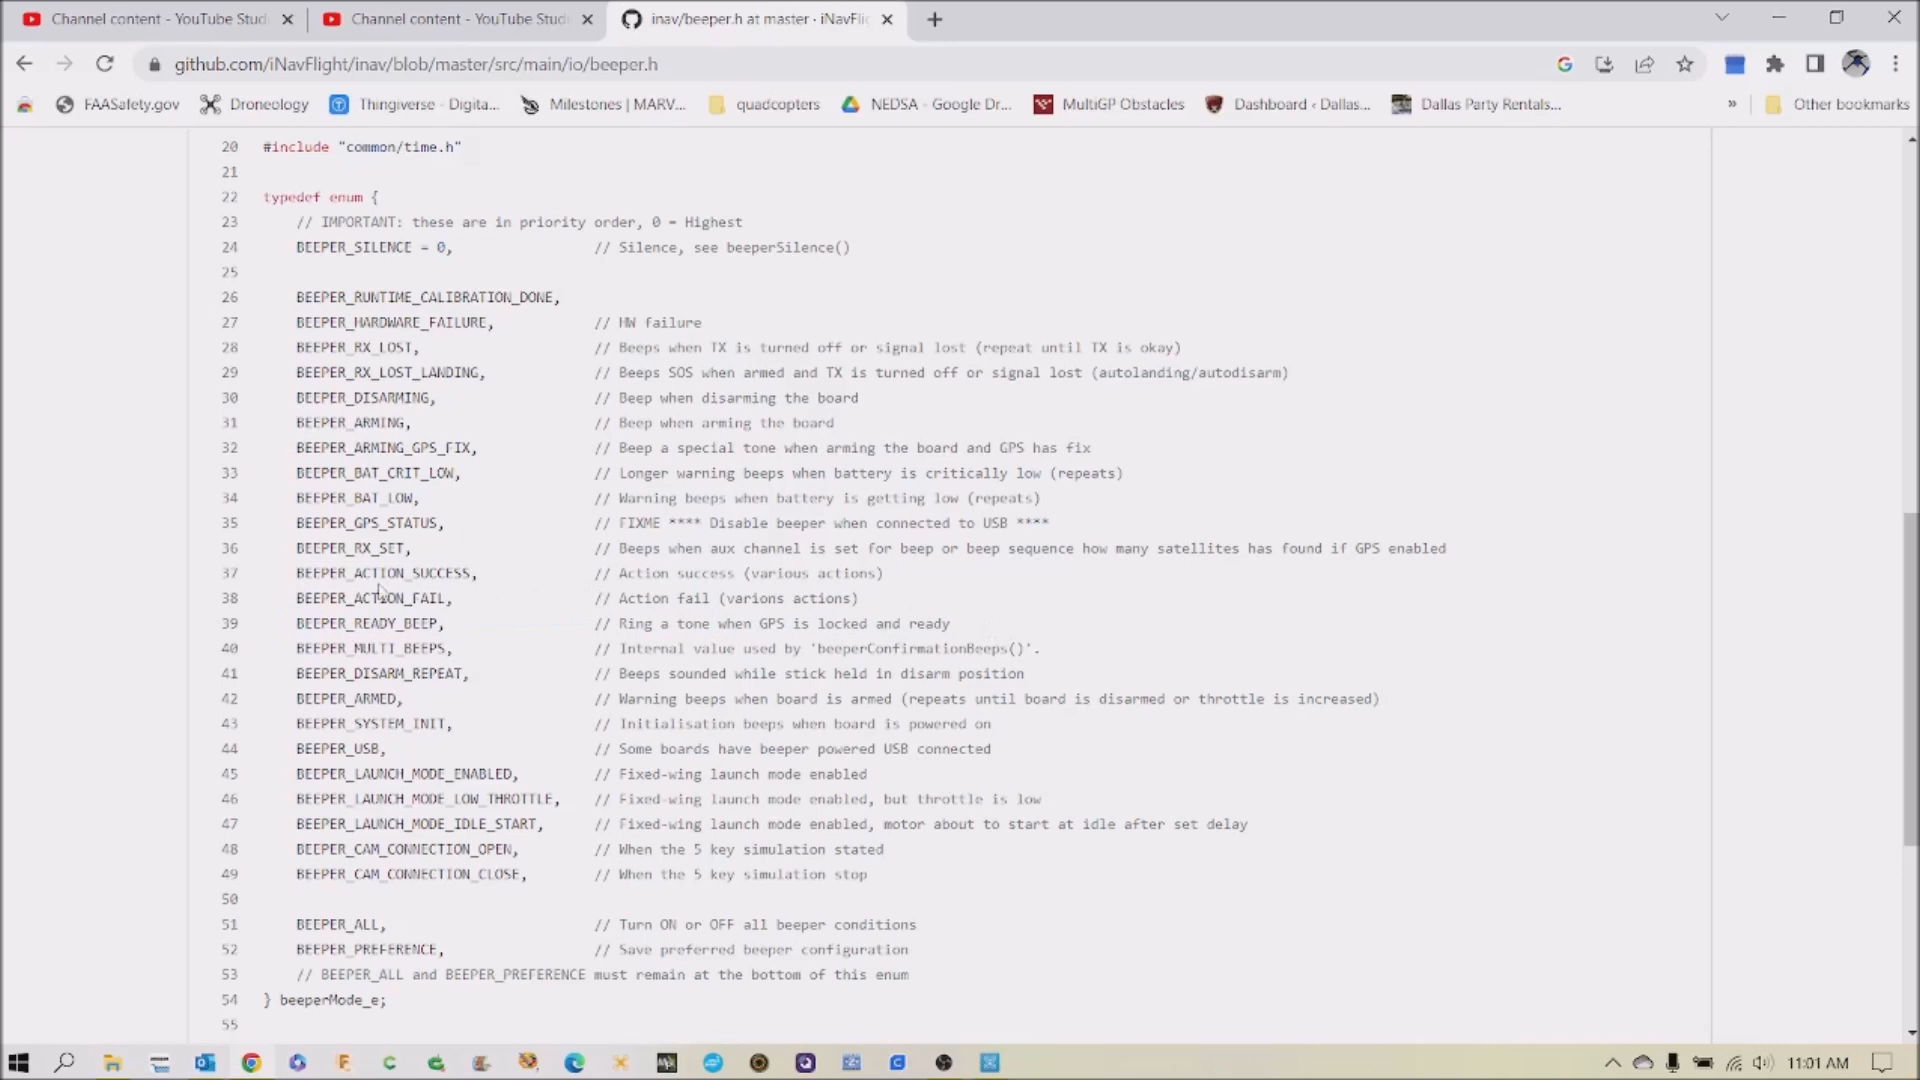 Channel content - YouTube Stud
Channel content - YouTube Stud
inav/beeper.h at master · iNavFli
github.com/iNavFlight/inav/blob/master/src/main/io/beeper.h
FAASafety.gov
Droneology
Thingiverse - Digita...
Milestones | MARV...
quadcopters
NEDSA - Google Dr...
MultiGP Obstacles
Dashboard ‹ Dallas...
Dallas Party Rentals...
»
Other bookmarks
20 #include "common/time.h"
21
22 typedef enum {
23 // IMPORTANT: these are in priority order, 0 = Highest
24 BEEPER_SILENCE = 0, // Silence, see beeperSilence()
25
26 BEEPER_RUNTIME_CALIBRATION_DONE,
27 BEEPER_HARDWARE_FAILURE, // HW failure
28 BEEPER_RX_LOST, // Beeps when TX is turned off or signal lost (repeat until TX is okay)
29 BEEPER_RX_LOST_LANDING, // Beeps SOS when armed and TX is turned off or signal lost (autolanding/autodisarm)
30 BEEPER_DISARMING, // Beep when disarming the board
31 BEEPER_ARMING, // Beep when arming the board
32 BEEPER_ARMING_GPS_FIX, // Beep a special tone when arming the board and GPS has fix
33 BEEPER_BAT_CRIT_LOW, // Longer warning beeps when battery is critically low (repeats)
34 BEEPER_BAT_LOW, // Warning beeps when battery is getting low (repeats)
35 BEEPER_GPS_STATUS, // FIXME **** Disable beeper when connected to USB ****
36 BEEPER_RX_SET, // Beeps when aux channel is set for beep or beep sequence how many satellites has found if GPS enabled
37 BEEPER_ACTION_SUCCESS, // Action success (various actions)
38 BEEPER_ACTION_FAIL, // Action fail (varions actions)
39 BEEPER_READY_BEEP, // Ring a tone when GPS is locked and ready
40 BEEPER_MULTI_BEEPS, // Internal value used by 'beeperConfirmationBeeps()'.
41 BEEPER_DISARM_REPEAT, // Beeps sounded while stick held in disarm position
42 BEEPER_ARMED, // Warning beeps when board is armed (repeats until board is disarmed or throttle is increased)
43 BEEPER_SYSTEM_INIT, // Initialisation beeps when board is powered on
44 BEEPER_USB, // Some boards have beeper powered USB connected
45 BEEPER_LAUNCH_MODE_ENABLED, // Fixed-wing launch mode enabled
46 BEEPER_LAUNCH_MODE_LOW_THROTTLE, // Fixed-wing launch mode enabled, but throttle is low
47 BEEPER_LAUNCH_MODE_IDLE_START, // Fixed-wing launch mode enabled, motor about to start at idle after set delay
48 BEEPER_CAM_CONNECTION_OPEN, // When the 5 key simulation stated
49 BEEPER_CAM_CONNECTION_CLOSE, // When the 5 key simulation stop
50
51 BEEPER_ALL, // Turn ON or OFF all beeper conditions
52 BEEPER_PREFERENCE, // Save preferred beeper configuration
53 // BEEPER_ALL and BEEPER_PREFERENCE must remain at the bottom of this enum
54 } beeperMode_e;
55
11:01 AM